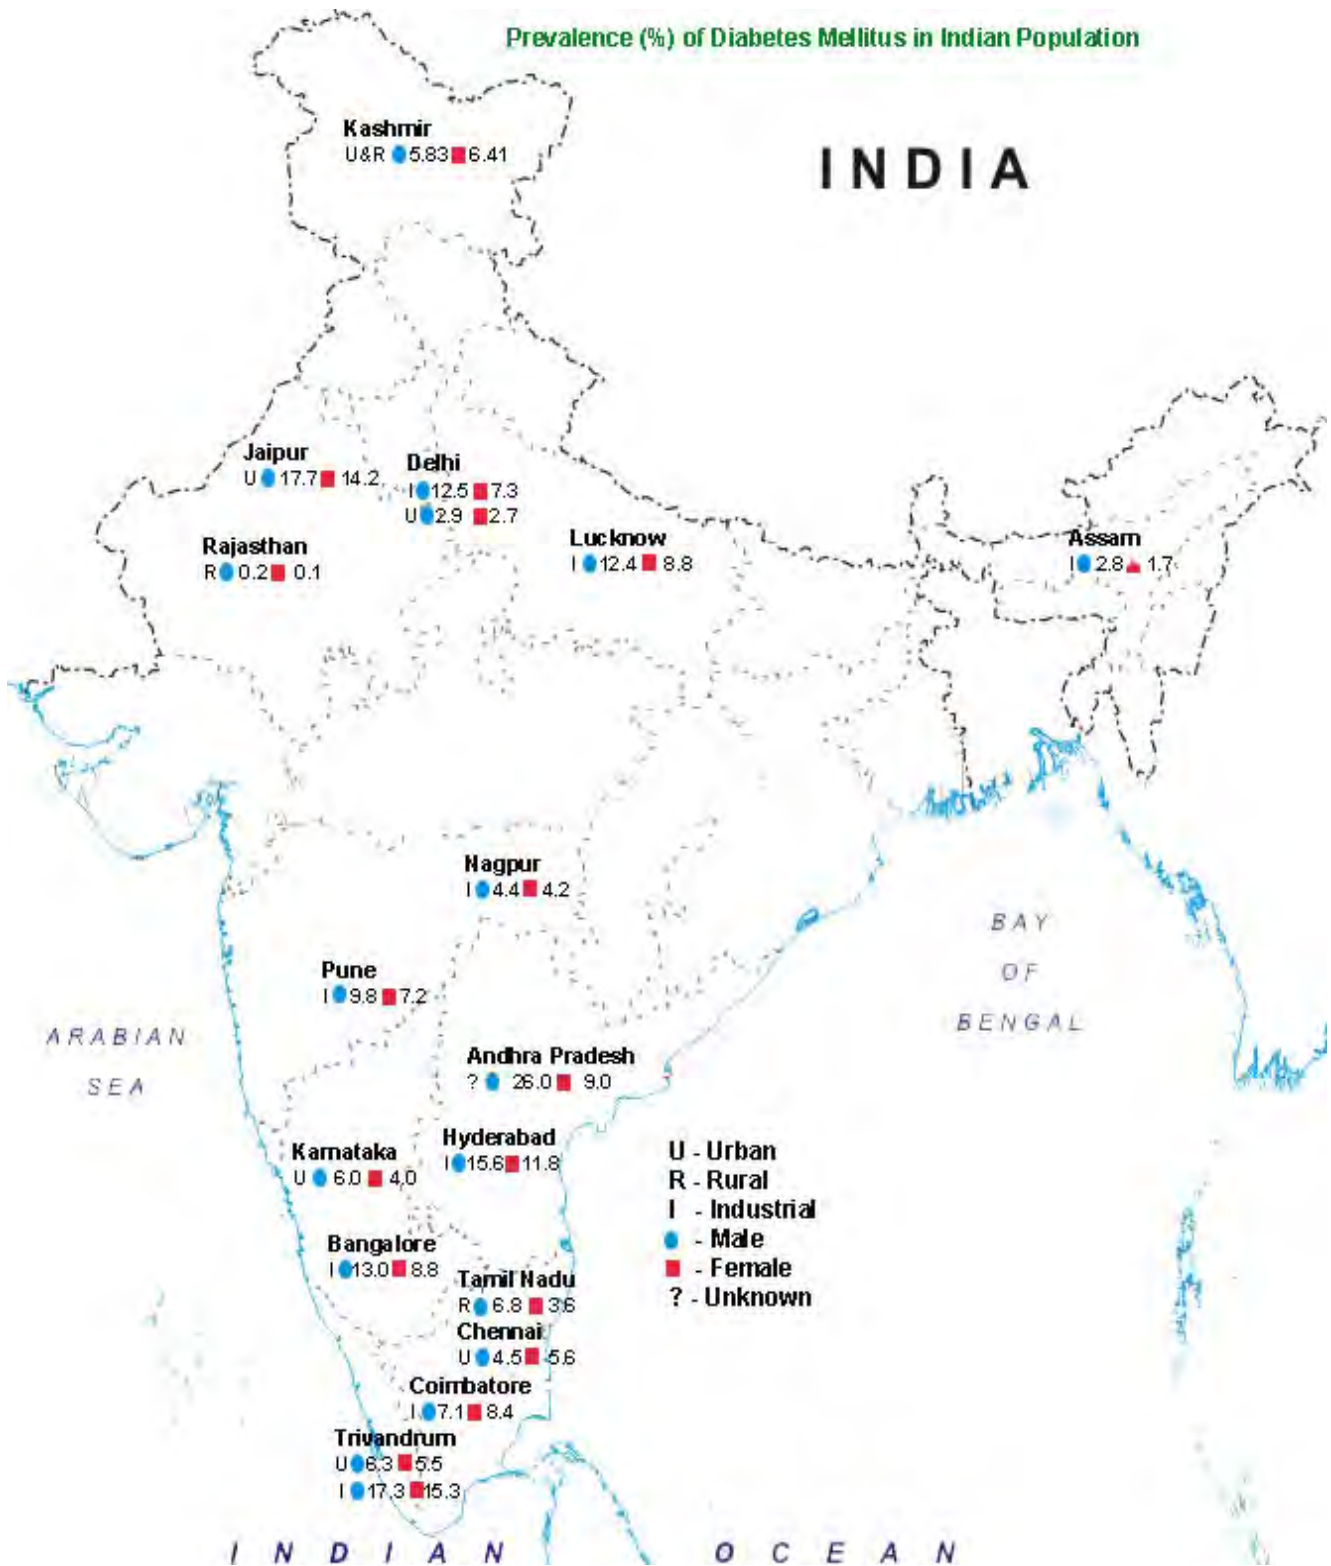 Prevalence (%) of Diabetes Mellitus in Indian Population
INDIA
Kashmir
U&R 5.83 6.41
Jaipur
U 17.7 14.2
Delhi
I 12.5 7.3
U 2.9 2.7
Rajasthan
R 0.2 0.1
Lucknow
I 12.4 8.8
Assam
I 2.8 1.7
Nagpur
I 4.4 4.2
Pune
I 9.8 7.2
BAY
OF
BENGAL
ARABIAN
SEA
Andhra Pradesh
? 26.0 9.0
Karnataka
U 6.0 4.0
Hyderabad
I 15.6 11.8
U - Urban
R - Rural
I - Industrial
- Male
- Female
? - Unknown
Bangalore
I 13.0 8.8
Tamil Nadu
R 6.8 3.6
Chennai
U 4.5 5.6
Coimbatore
I 7.1 8.4
Trivandrum
U 6.3 5.5
I 17.3 15.3
INDIAN OCEAN